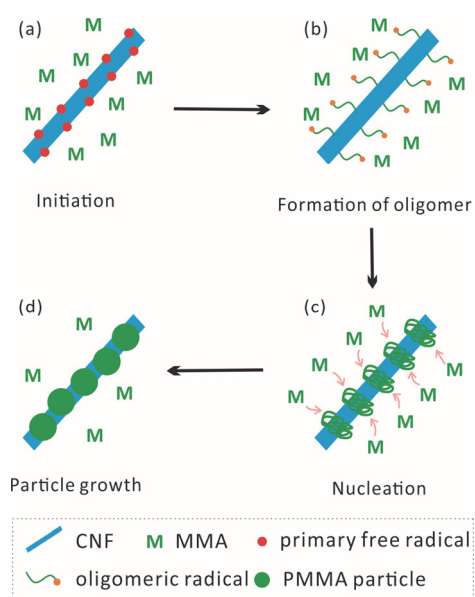 (a)
M
M
M
M
M
M
M
Initiation
(b)
M
M
M
M
M
M
Formation of oligomer
(d)
M
M
M
M
Particle growth
(c)
M
M
M
M
M
M
M
M
Nucleation
CNF
M MMA
primary free radical
oligomeric radical
PMMA particle